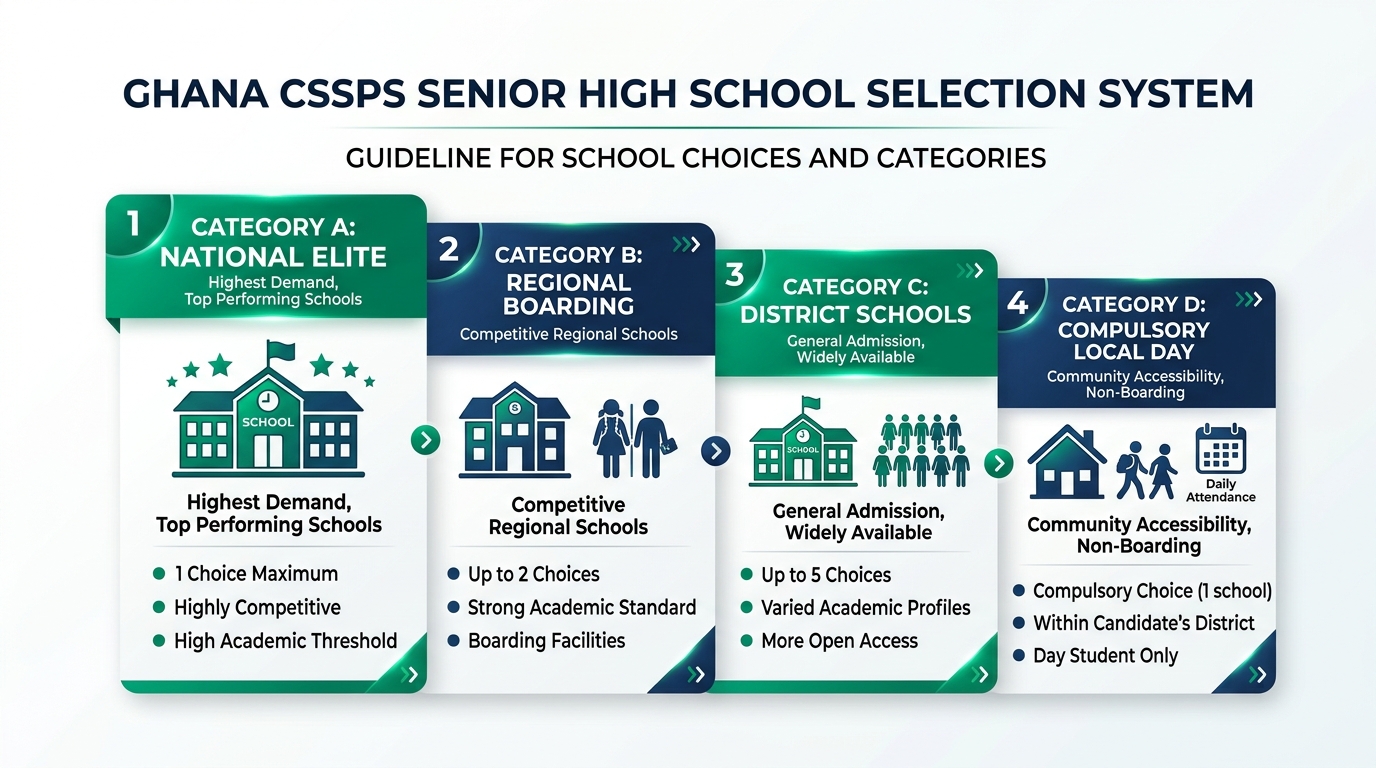 GHANA CSSPS SENIOR HIGH SCHOOL SELECTION SYSTEM
GUIDELINE FOR SCHOOL CHOICES AND CATEGORIES
1
CATEGORY A:
NATIONAL ELITE
Highest Demand,
Top Performing Schools
SCHOOL
Highest Demand,
Top Performing Schools
1 Choice Maximum
Highly Competitive
High Academic Threshold
2
CATEGORY B:
REGIONAL
BOARDING
Competitive Regional Schools
S
Competitive
Regional Schools
Up to 2 Choices
Strong Academic Standard
Boarding Facilities
3
CATEGORY C:
DISTRICT SCHOOLS
General Admission,
Widely Available
SCHOOL
General Admission,
Widely Available
Up to 5 Choices
Varied Academic Profiles
More Open Access
4
CATEGORY D:
COMPULSORY
LOCAL DAY
Community Accessibility,
Non-Boarding
Daily
Attendance
Community Accessibility,
Non-Boarding
Compulsory Choice (1 school)
Within Candidate's District
Day Student Only